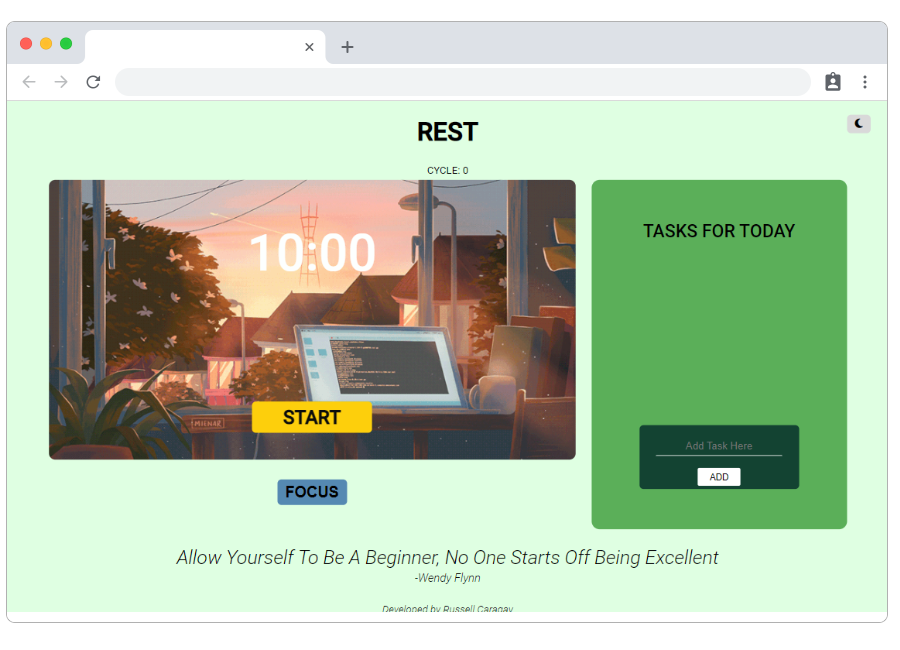 REST
CYCLE: 0
10:00
START
FOCUS
TASKS FOR TODAY
Add Task Here
ADD
Allow Yourself To Be A Beginner, No One Starts Off Being Excellent
-Wendy Flynn
Developed by Russell Caragay